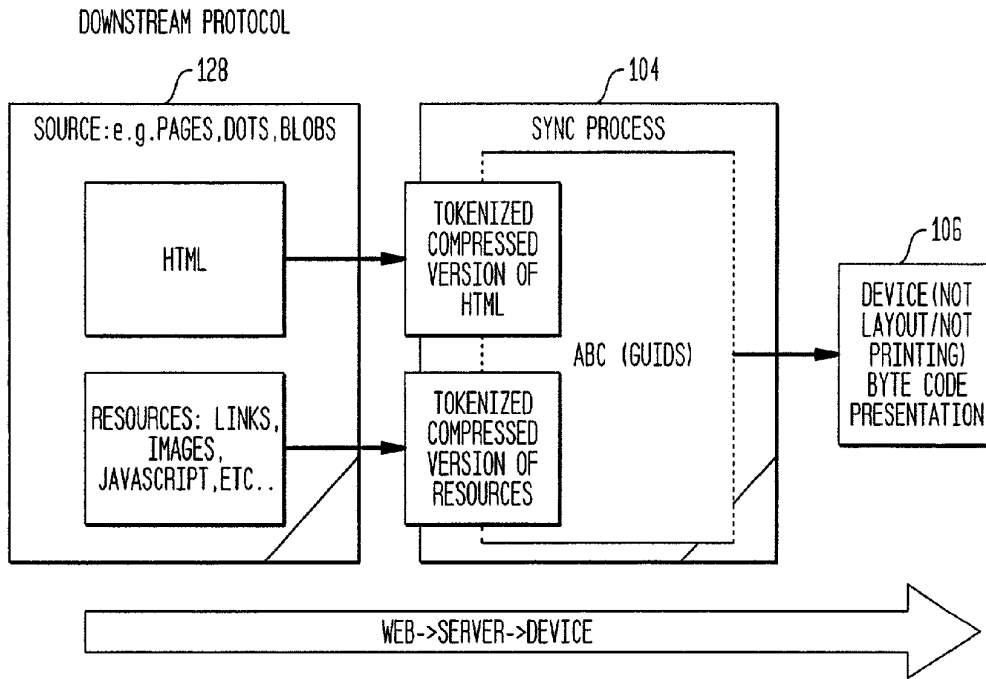 DOWNSTREAM PROTOCOL
128
SOURCE:e.g.PAGES,DOTS,BLOBS
HTML
RESOURCES: LINKS,
IMAGES,
JAVASCRIPT,ETC..
104
SYNC PROCESS
TOKENIZED
COMPRESSED
VERSION OF
HTML
ABC (GUIDS)
TOKENIZED
COMPRESSED
VERSION OF
RESOURCES
106
DEVICE(NOT
LAYOUT/NOT
PRINTING)
BYTE CODE
PRESENTATION
WEB->SERVER->DEVICE